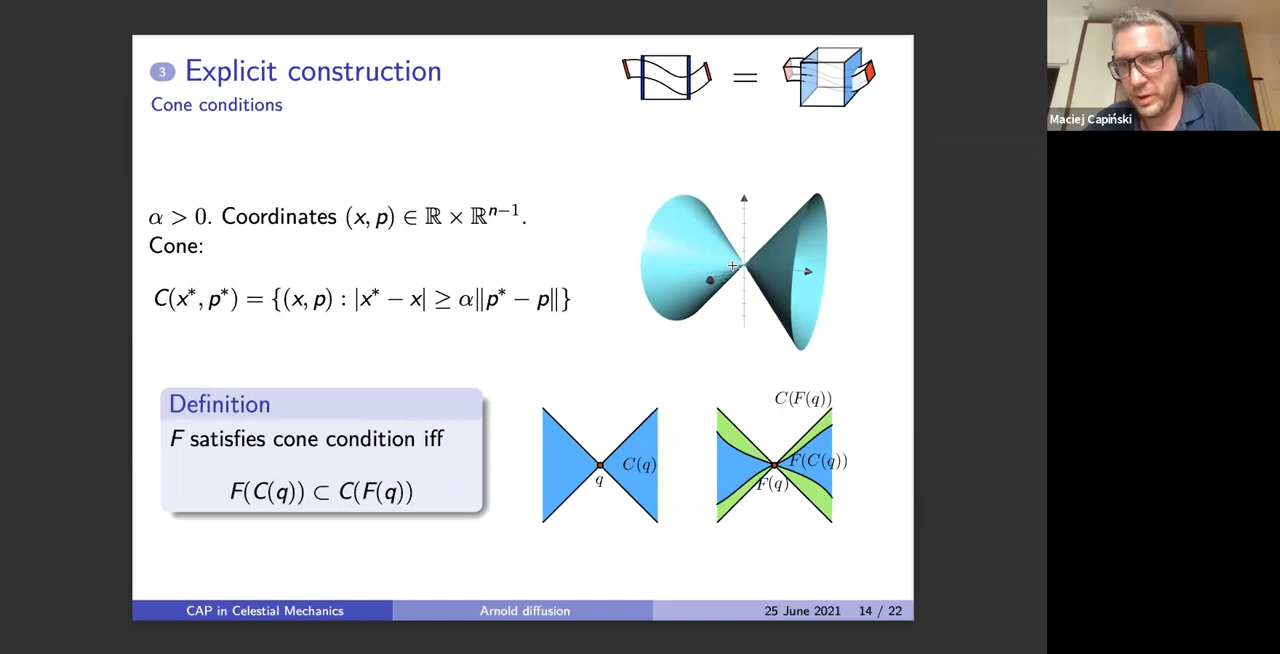 3 Explicit construction
Cone conditions
=
α > 0. Coordinates (x, p) ∈ ℝ × ℝⁿ⁻¹.
Cone:
C(x*, p*) = {(x, p) : |x* − x| ≥ α‖p* − p‖}
Definition
F satisfies cone condition iff
F(C(q)) ⊂ C(F(q))
C(q)
q
C(F(q))
F(C(q))
F(q)
CAP in Celestial Mechanics Arnold diffusion 25 June 2021 14 / 22
Maciej Capiński